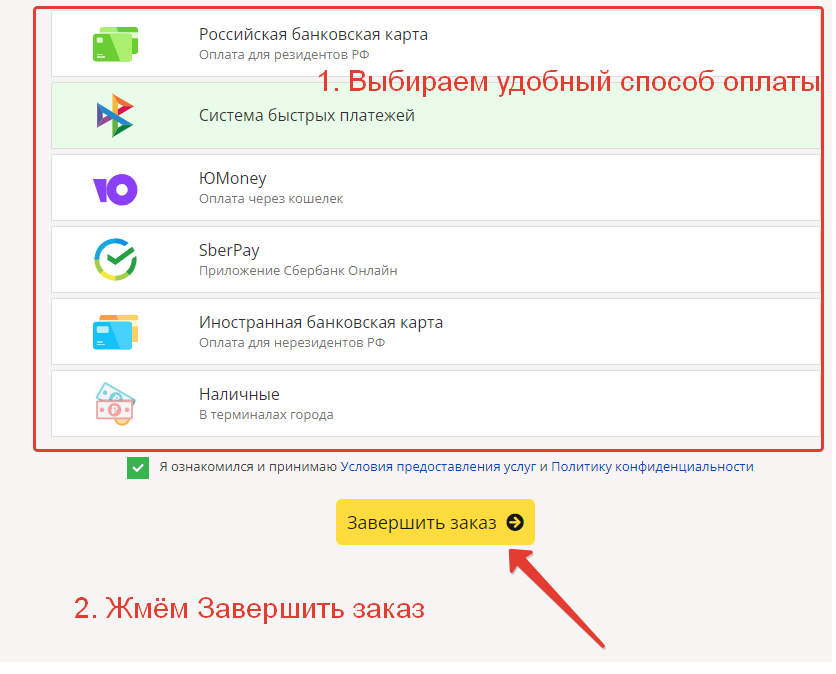 Российская банковская карта
Оплата для резидентов РФ
1. Выбираем удобный способ оплаты
Система быстрых платежей
ЮMoney
Оплата через кошелек
SberPay
Приложение Сбербанк Онлайн
Иностранная банковская карта
Оплата для нерезидентов РФ
Наличные
В терминалах города
Я ознакомился и принимаю Условия предоставления услуг и Политику конфиденциальности
Завершить заказ
2. Жмём Завершить заказ